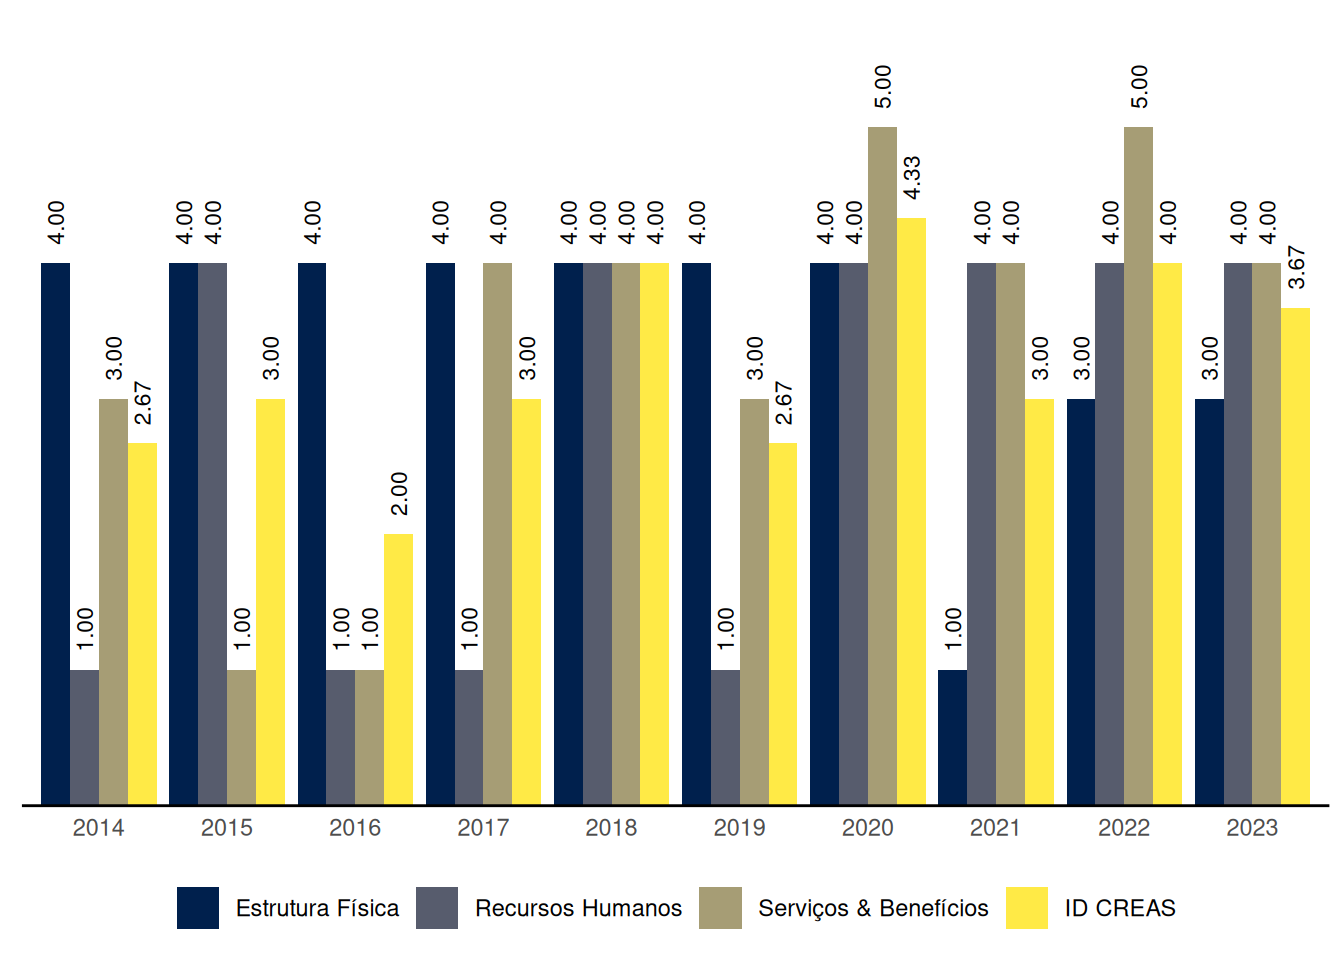 5.00 5.00
4.33
4.00 4.00 4.00 4.00 4.00 4.00 4.00 4.00 4.00 4.00 4.00 4.00 4.00 4.00 4.00 4.00 4.00 4.00 4.00
3.67
3.00 3.00 3.00 3.00 3.00 3.00 3.00
2.67 2.67
2.00
1.00 1.00 1.00 1.00 1.00 1.00 1.00
2014 2015 2016 2017 2018 2019 2020 2021 2022 2023
Estrutura Física Recursos Humanos Serviços & Benefícios ID CREAS